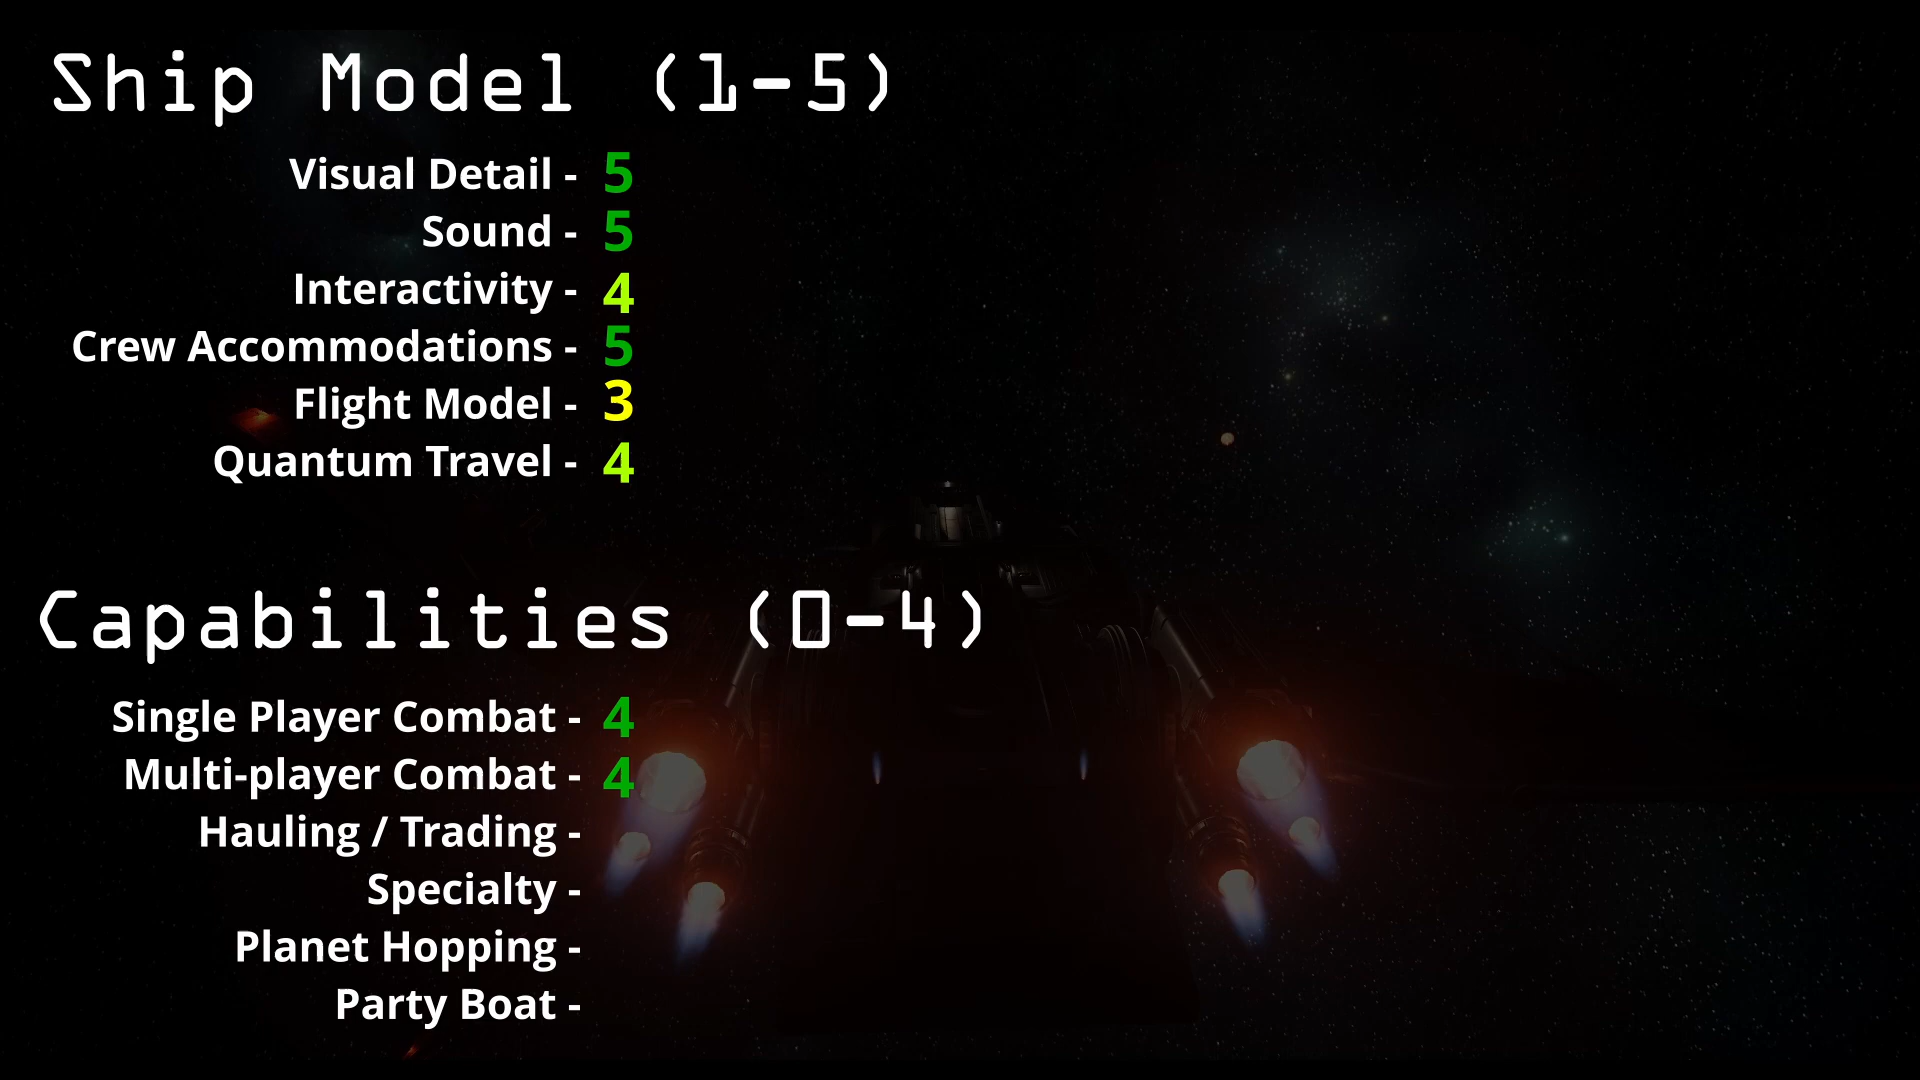 Ship Model (1-5)
Visual Detail - 5
Sound - 5
Interactivity - 4
Crew Accommodations - 5
Flight Model - 3
Quantum Travel - 4
Capabilities (0-4)
Single Player Combat - 4
Multi-player Combat - 4
Hauling / Trading -
Specialty -
Planet Hopping -
Party Boat -